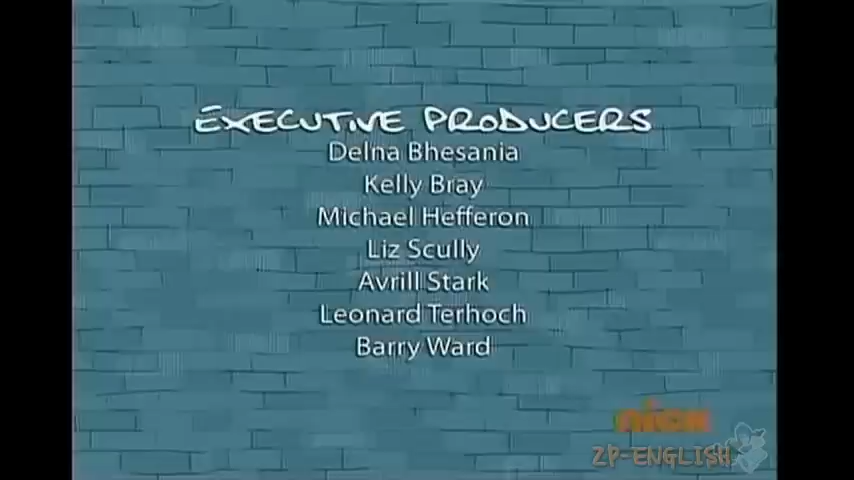 EXECUTIVE PRODUCERS
Delna Bhesania
Kelly Bray
Michael Hefferon
Liz Scully
Avrill Stark
Leonard Terhoch
Barry Ward
nick
ZP-ENGLISH